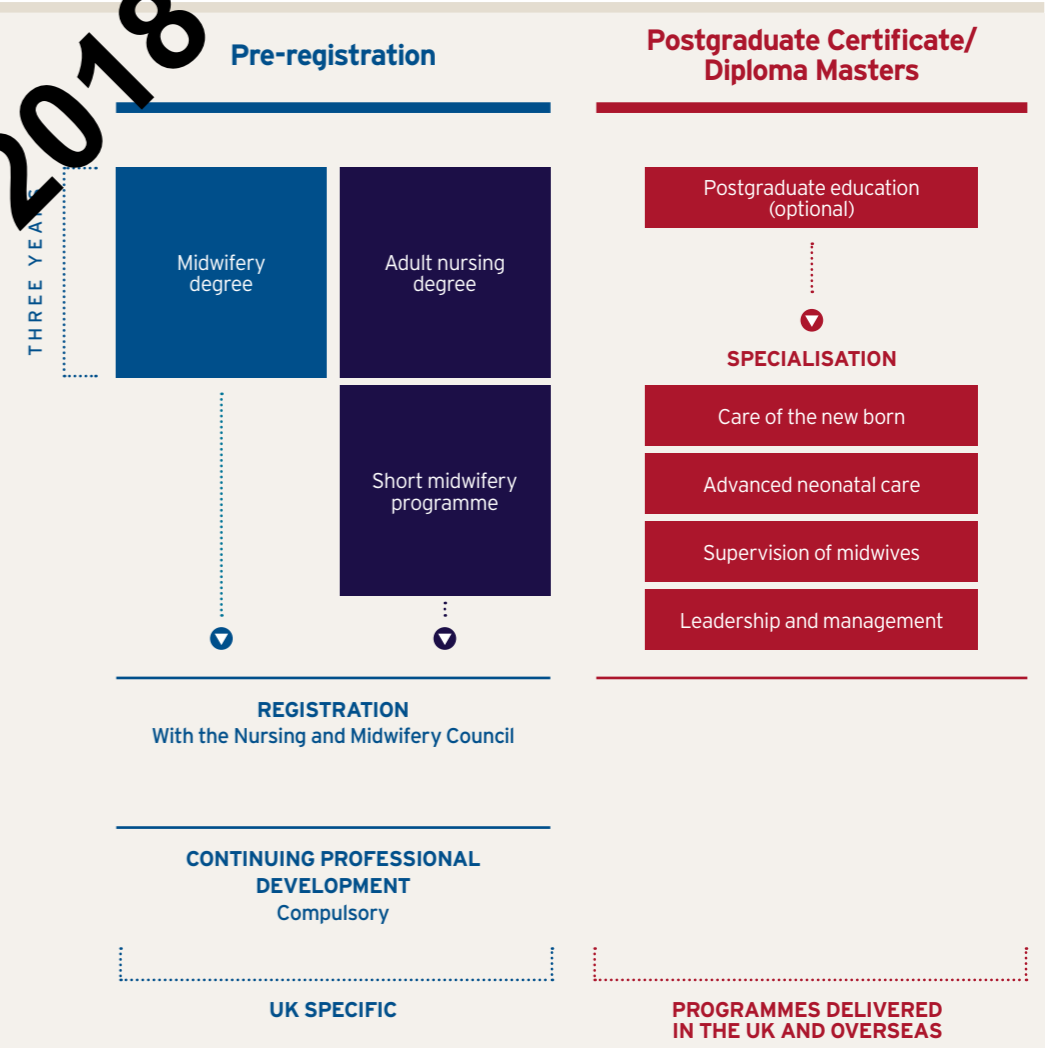 2018
Pre-registration
Postgraduate Certificate/
Diploma Masters
THREE YEARS
Midwifery
degree
Adult nursing
degree
Short midwifery
programme
REGISTRATION
With the Nursing and Midwifery Council
CONTINUING PROFESSIONAL
DEVELOPMENT
Compulsory
UK SPECIFIC
Postgraduate education
(optional)
SPECIALISATION
Care of the new born
Advanced neonatal care
Supervision of midwives
Leadership and management
PROGRAMMES DELIVERED
IN THE UK AND OVERSEAS